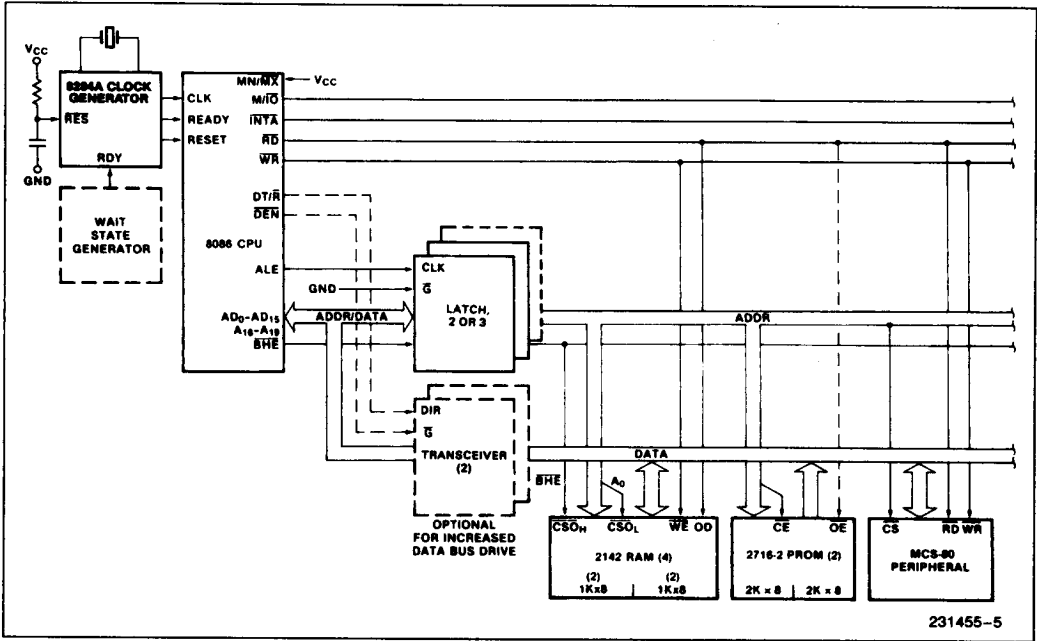 VCC
8284A CLOCK
GENERATOR
RES
RDY
GND
WAIT
STATE
GENERATOR
CLK
READY
RESET
MN/MX
VCC
M/IO
INTA
RD
WR
DT/R
DEN
8086 CPU
ALE
AD0-AD15
A16-A19
BHE
GND
ADDR/DATA
CLK
G
LATCH,
2 OR 3
ADDR
DIR
G
TRANSCEIVER
(2)
OPTIONAL
FOR INCREASED
DATA BUS DRIVE
DATA
BHE
A0
CSOH
CSOL
WE
OD
2142 RAM (4)
(2)
1Kx8
(2)
1Kx8
CE
OE
2716-2 PROM (2)
2K × 8
2K × 8
CS
RD
WR
MCS-80
PERIPHERAL
231455-5